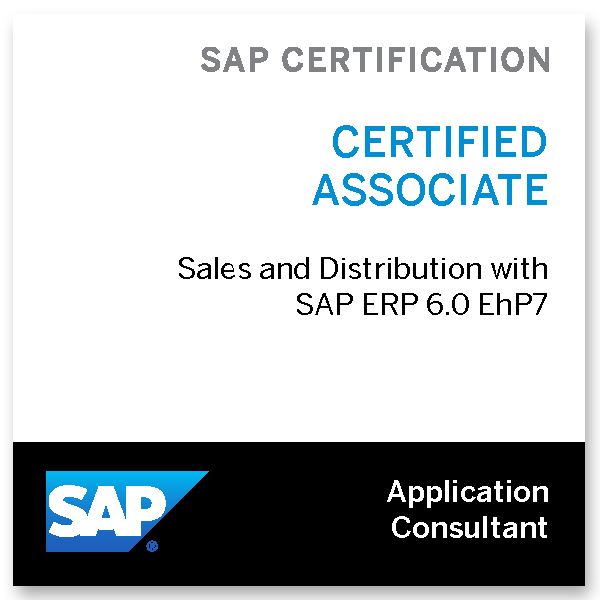 SAP CERTIFICATION
CERTIFIED
ASSOCIATE
Sales and Distribution with
SAP ERP 6.0 EhP7
SAP®
Application
Consultant